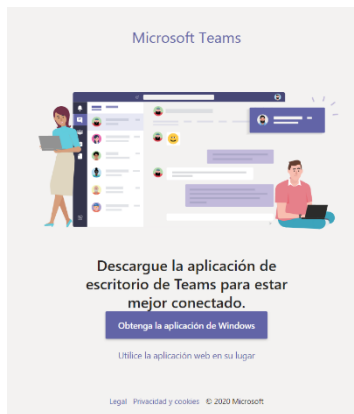 Microsoft Teams
Descargue la aplicación de
escritorio de Teams para estar
mejor conectado.
Obtenga la aplicación de Windows
Utilice la aplicación web en su lugar
Legal Privacidad y cookies © 2020 Microsoft